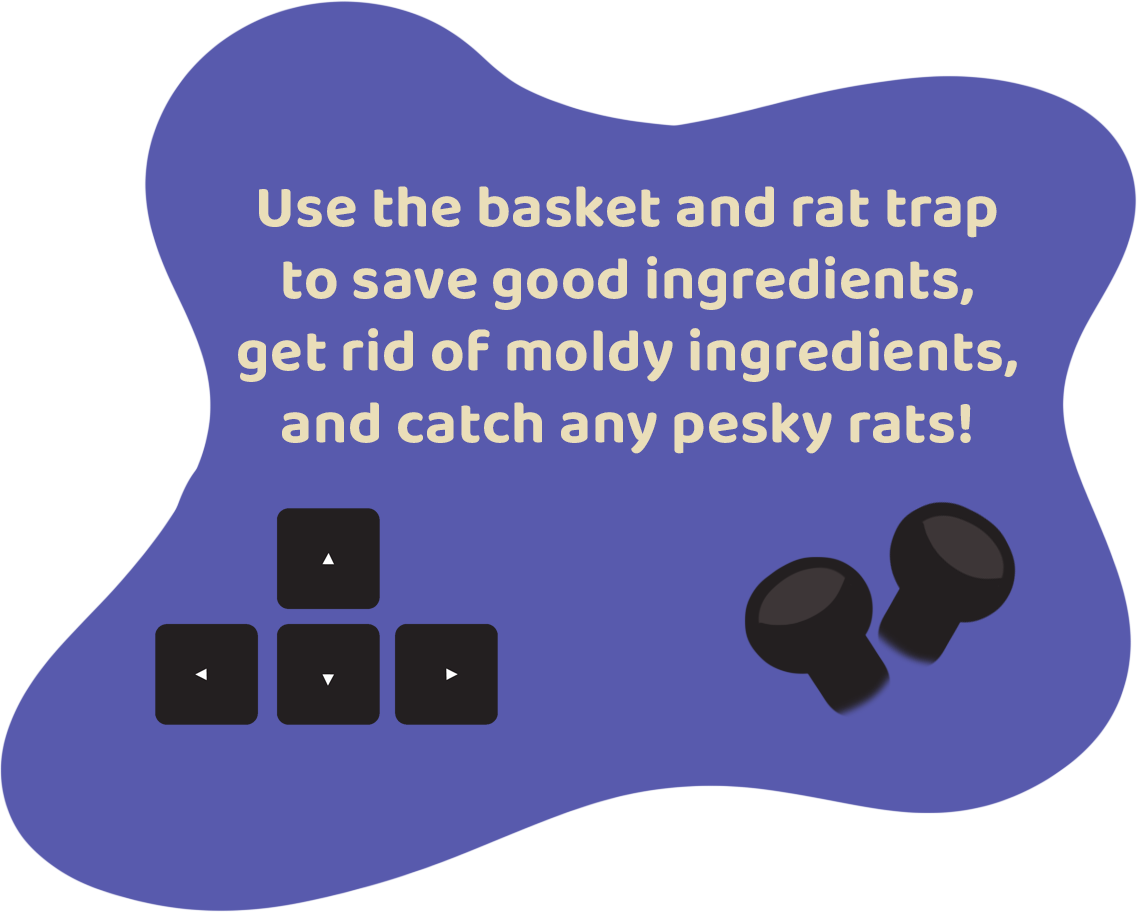 Use the basket and rat trap
to save good ingredients,
get rid of moldy ingredients,
and catch any pesky rats!